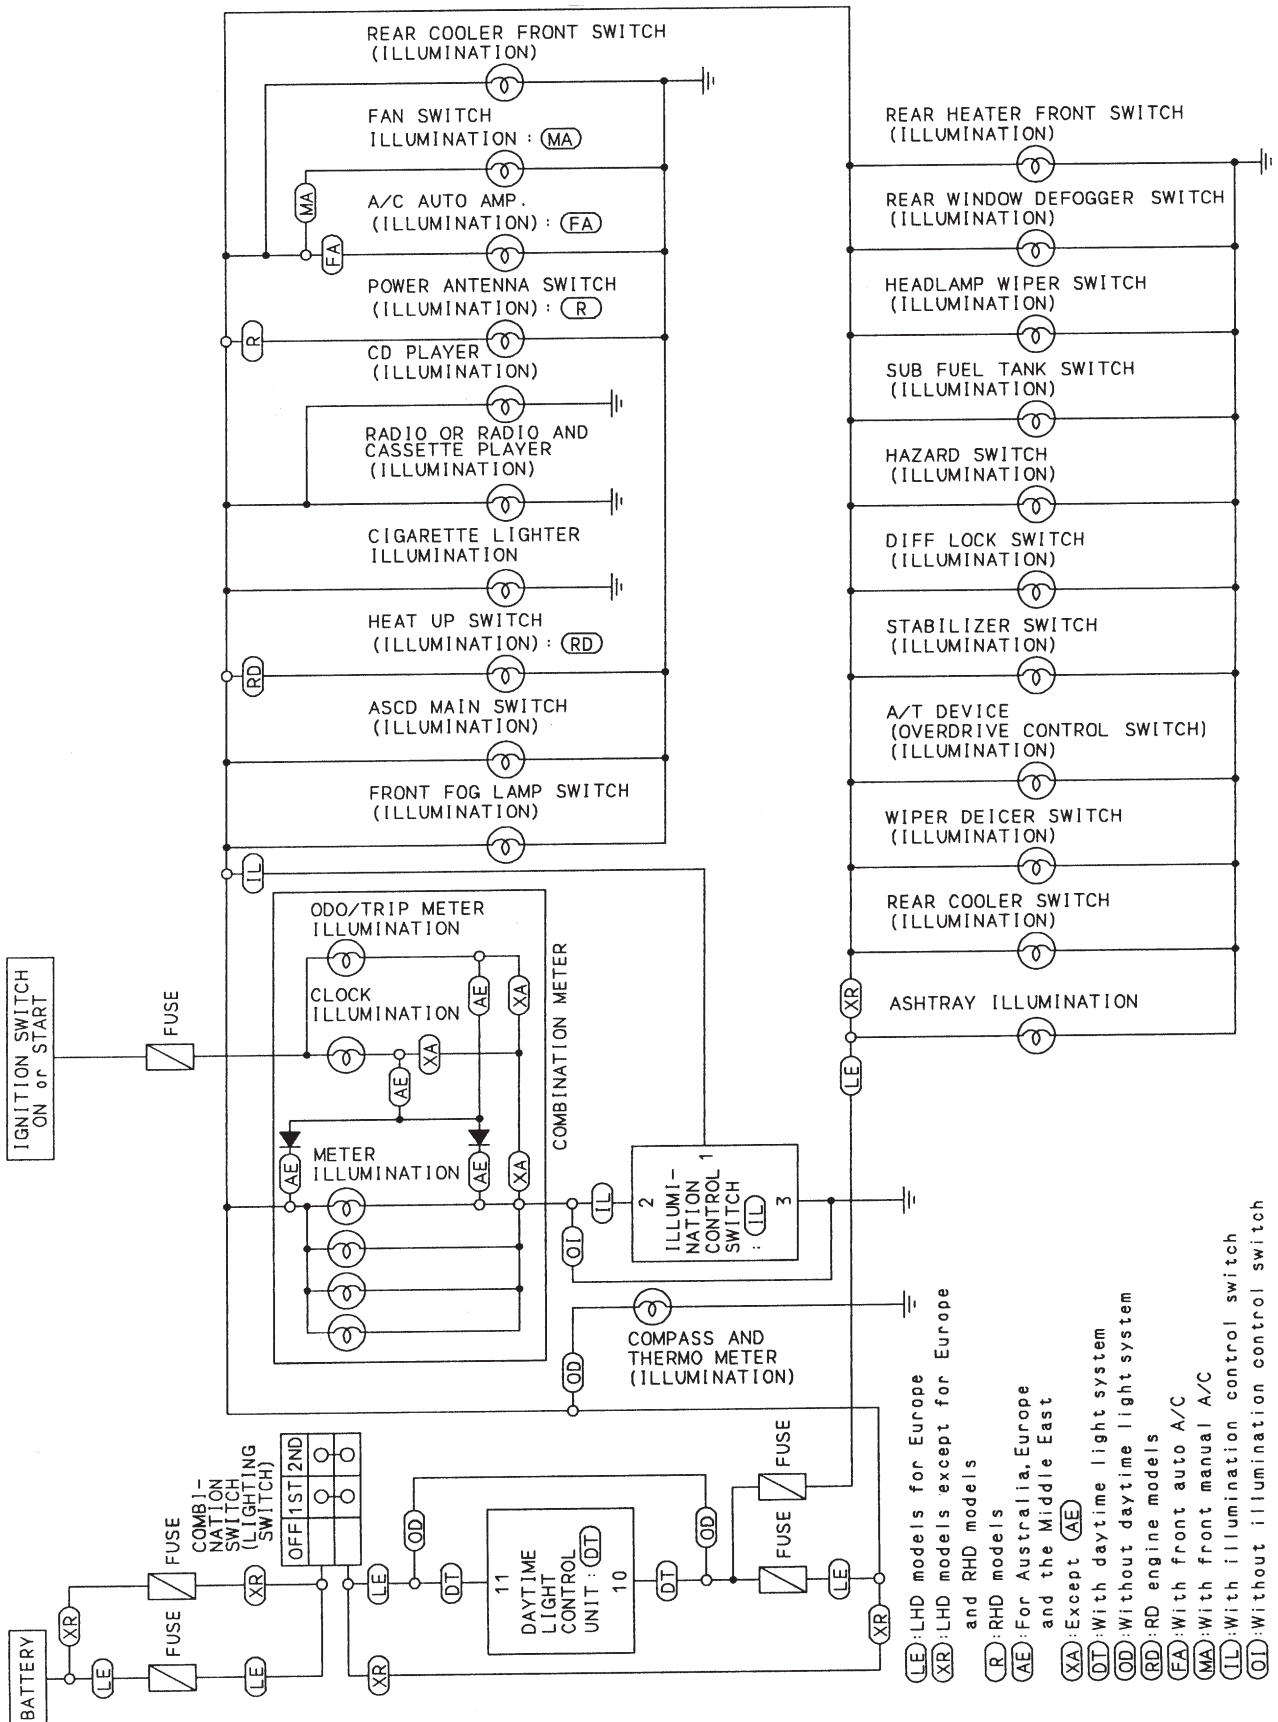 REAR COOLER FRONT SWITCH
(ILLUMINATION)
FAN SWITCH
ILLUMINATION : MA
MA
A/C AUTO AMP.
(ILLUMINATION) : FA
FA
POWER ANTENNA SWITCH
(ILLUMINATION) : R
R
CD PLAYER
(ILLUMINATION)
RADIO OR RADIO AND
CASSETTE PLAYER
(ILLUMINATION)
CIGARETTE LIGHTER
ILLUMINATION
HEAT UP SWITCH
(ILLUMINATION) : RD
RD
ASCD MAIN SWITCH
(ILLUMINATION)
FRONT FOG LAMP SWITCH
(ILLUMINATION)
IL
REAR HEATER FRONT SWITCH
(ILLUMINATION)
REAR WINDOW DEFOGGER SWITCH
(ILLUMINATION)
HEADLAMP WIPER SWITCH
(ILLUMINATION)
SUB FUEL TANK SWITCH
(ILLUMINATION)
HAZARD SWITCH
(ILLUMINATION)
DIFF LOCK SWITCH
(ILLUMINATION)
STABILIZER SWITCH
(ILLUMINATION)
A/T DEVICE
(OVERDRIVE CONTROL SWITCH)
(ILLUMINATION)
WIPER DEICER SWITCH
(ILLUMINATION)
REAR COOLER SWITCH
(ILLUMINATION)
XR
ASHTRAY ILLUMINATION
LE
IGNITION SWITCH
ON or START
FUSE
ODO/TRIP METER
ILLUMINATION
AE
XA
CLOCK
ILLUMINATION
XA
AE
COMBINATION METER
METER
ILLUMINATION
AE
AE
XA
IL
OI
2
1
3
ILLUMI-
NATION
CONTROL
SWITCH
: IL
OD
COMPASS AND
THERMO METER
(ILLUMINATION)
BATTERY
XR
FUSE
XR
LE
FUSE
LE
COMBI-
NATION
SWITCH
(LIGHTING
SWITCH)
OFF 1ST 2ND
LE
OD
DT
11
DAYTIME
LIGHT
CONTROL
UNIT : DT
10
DT
OD
FUSE
FUSE
LE
XR
XR
LE :LHD models for Europe
XR :LHD models except for Europe
and RHD models
R :RHD models
AE :For Australia, Europe
and the Middle East
XA :Except AE
DT :With daytime light system
OD :Without daytime light system
RD :RD engine models
FA :With front auto A/C
MA :With front manual A/C
IL :With illumination control switch
OI :Without illumination control switch